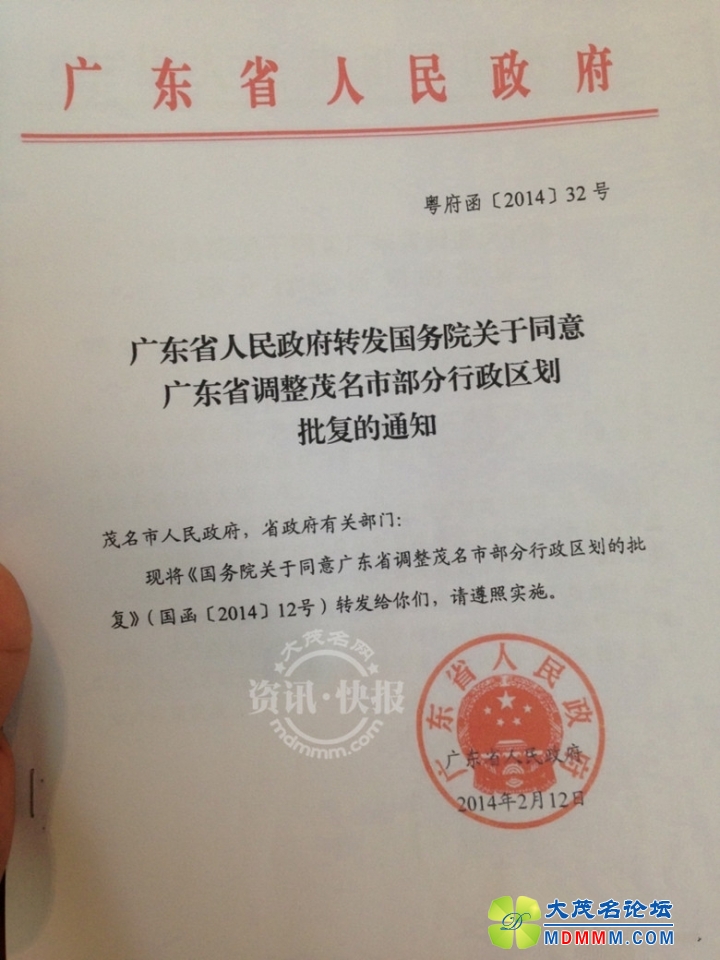 广东省人民政府
粤府函〔2014〕32号
广东省人民政府转发国务院关于同意
广东省调整茂名市部分行政区划
批复的通知
茂名市人民政府，省政府有关部门：
现将《国务院关于同意广东省调整茂名市部分行政区划的批
复》（国函〔2014〕12号）转发给你们，请遵照实施。
大茂名网
资讯·快报
mdmmm.com
广东省人民政府
广东省人民政府
2014年2月12日
大茂名论坛
MDMMM.COM